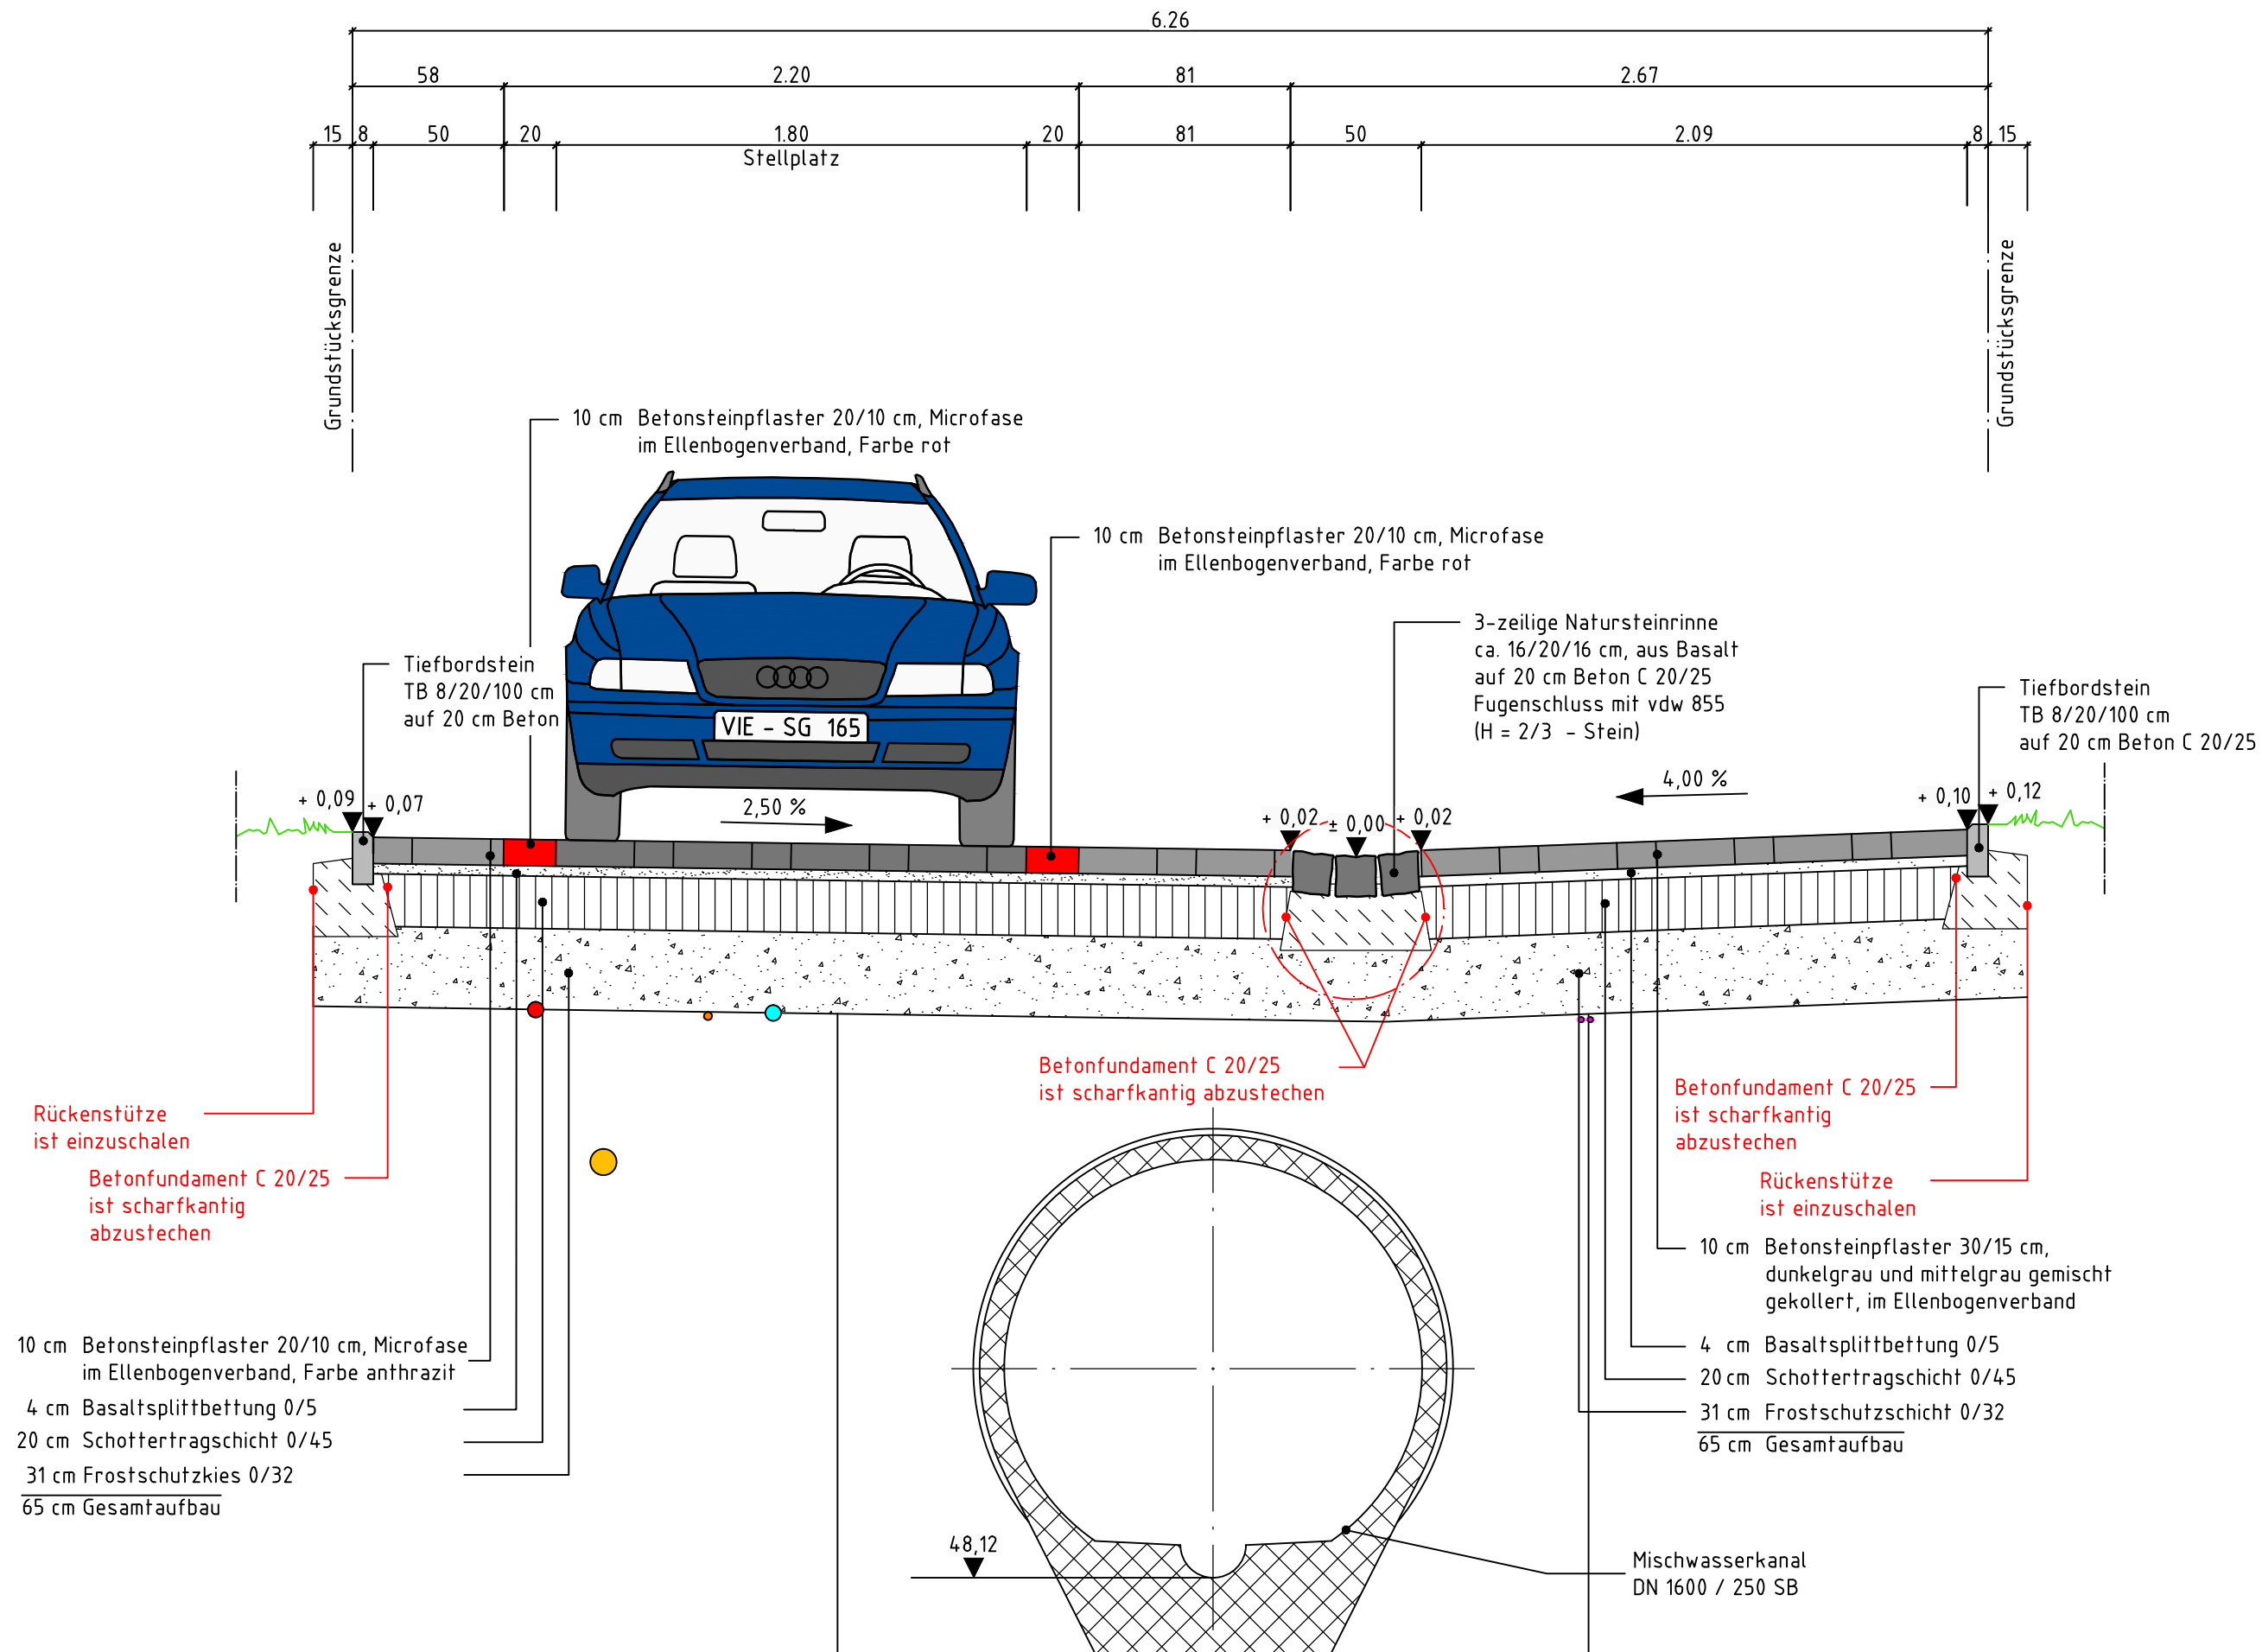 6.26
58 2.20 81 2.67
15 8 50 20 1.80 20 81 50 2.09 8 15
Stellplatz
Grundstücksgrenze
Grundstücksgrenze
10 cm Betonsteinpflaster 20/10 cm, Microfase
im Ellenbogenverband, Farbe rot
10 cm Betonsteinpflaster 20/10 cm, Microfase
im Ellenbogenverband, Farbe rot
3-zeilige Natursteinrinne
ca. 16/20/16 cm, aus Basalt
auf 20 cm Beton C 20/25
Fugenschluss mit vdw 855
(H = 2/3 - Stein)
Tiefbordstein
TB 8/20/100 cm
auf 20 cm Beton
Tiefbordstein
TB 8/20/100 cm
auf 20 cm Beton C 20/25
VIE - SG 165
+ 0,09 + 0,07
2,50 %
+ 0,02 ± 0,00 + 0,02
4,00 %
+ 0,10 + 0,12
Betonfundament C 20/25
ist scharfkantig abzustechen
Rückenstütze
ist einzuschalen
Betonfundament C 20/25
ist scharfkantig
abzustechen
Betonfundament C 20/25
ist scharfkantig
abzustechen
Rückenstütze
ist einzuschalen
10 cm Betonsteinpflaster 20/10 cm, Microfase
im Ellenbogenverband, Farbe anthrazit
4 cm Basaltsplittbettung 0/5
20 cm Schottertragschicht 0/45
31 cm Frostschutzkies 0/32
65 cm Gesamtaufbau
10 cm Betonsteinpflaster 30/15 cm,
dunkelgrau und mittelgrau gemischt
gekollert, im Ellenbogenverband
4 cm Basaltsplittbettung 0/5
20 cm Schottertragschicht 0/45
31 cm Frostschutzschicht 0/32
65 cm Gesamtaufbau
48,12
Mischwasserkanal
DN 1600 / 250 SB